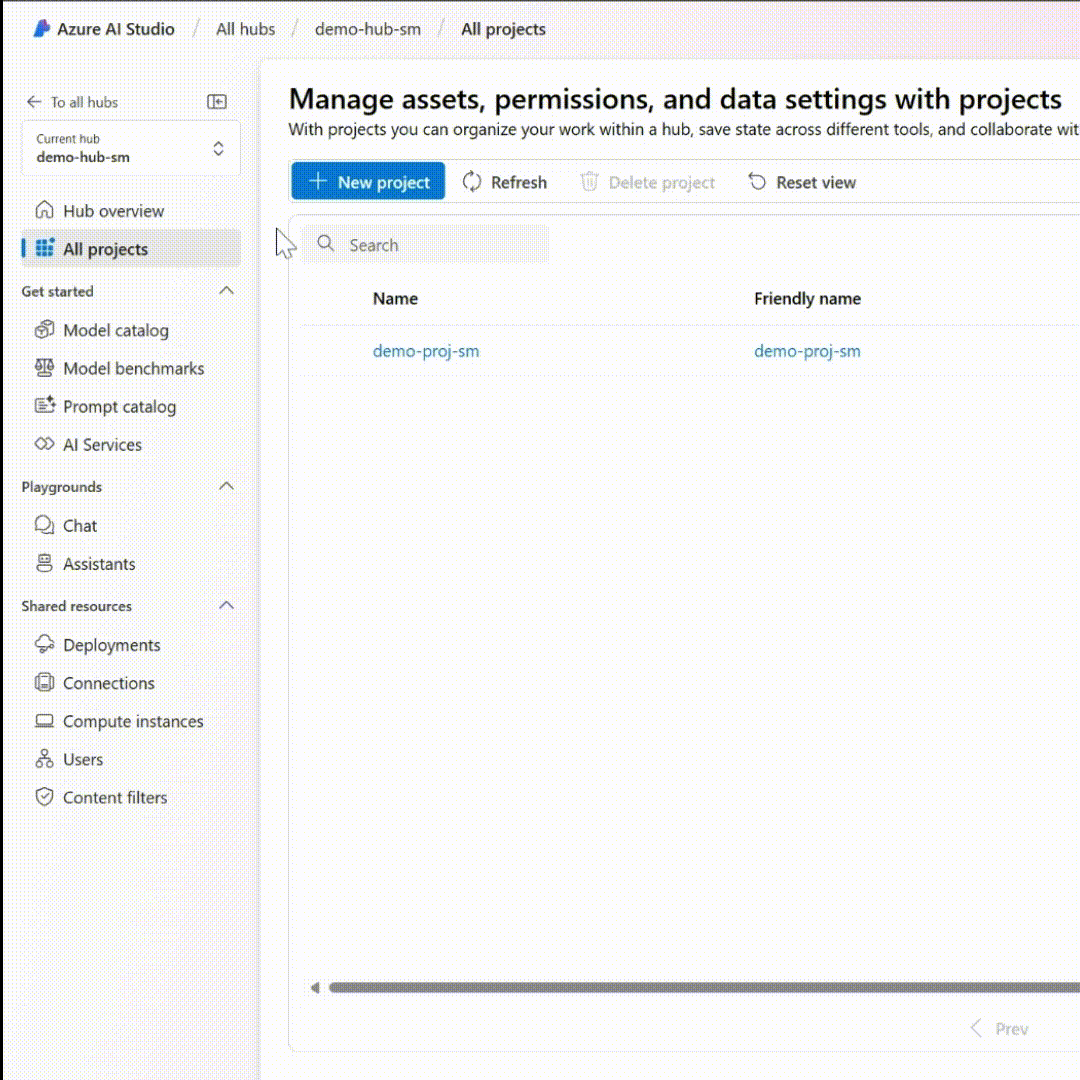 Azure AI Studio / All hubs / demo-hub-sm / All projects
To all hubs
Current hub
demo-hub-sm
Hub overview
All projects
Get started
Model catalog
Model benchmarks
Prompt catalog
AI Services
Playgrounds
Chat
Assistants
Shared resources
Deployments
Connections
Compute instances
Users
Content filters
Manage assets, permissions, and data settings with projects
With projects you can organize your work within a hub, save state across different tools, and collaborate wit
New project Refresh Delete project Reset view
Search
Name Friendly name
demo-proj-sm demo-proj-sm
Prev